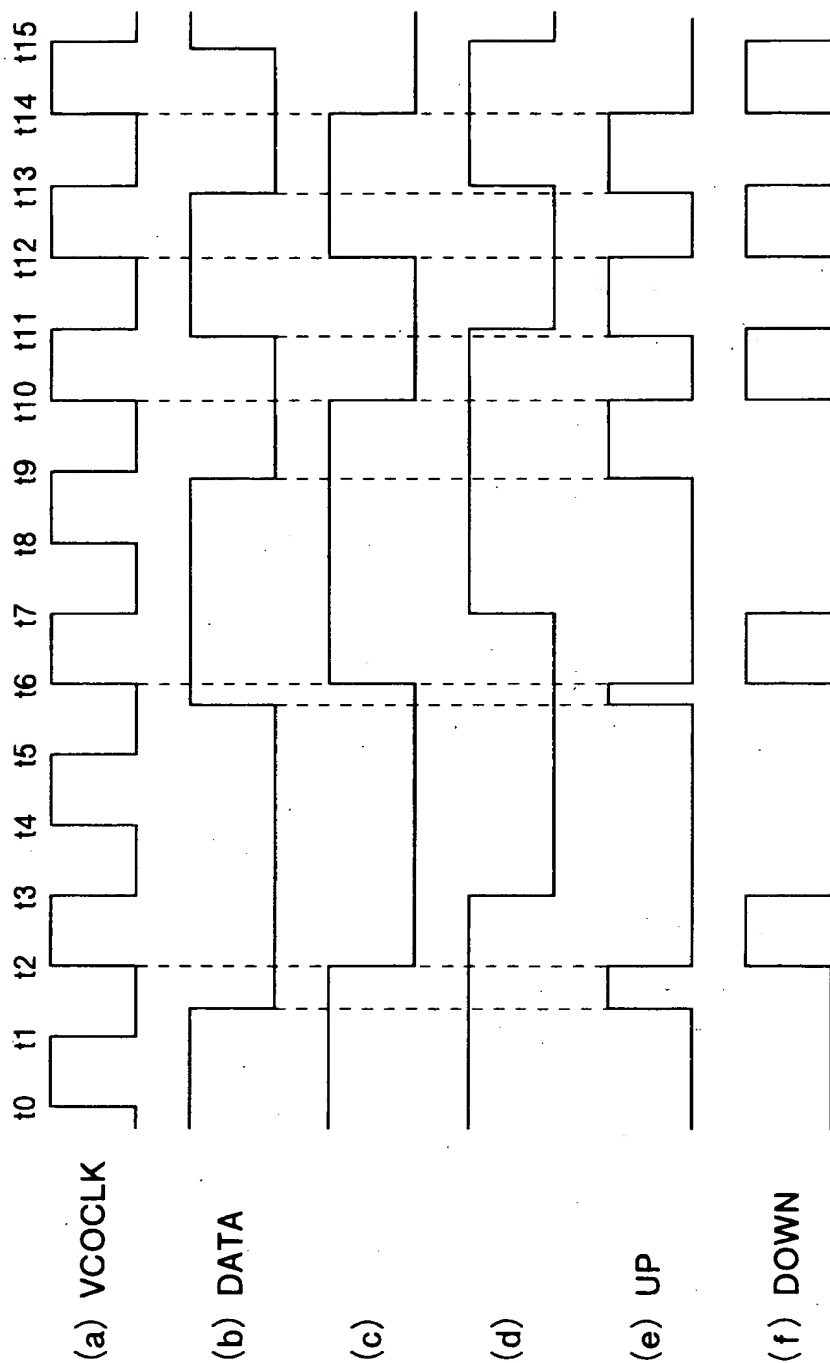 t0 t1 t2 t3 t4 t5 t6 t7 t8 t9 t10 t11 t12 t13 t14 t15
(a) VCOCLK
(b) DATA
(c)
(d)
(e) UP
(f) DOWN